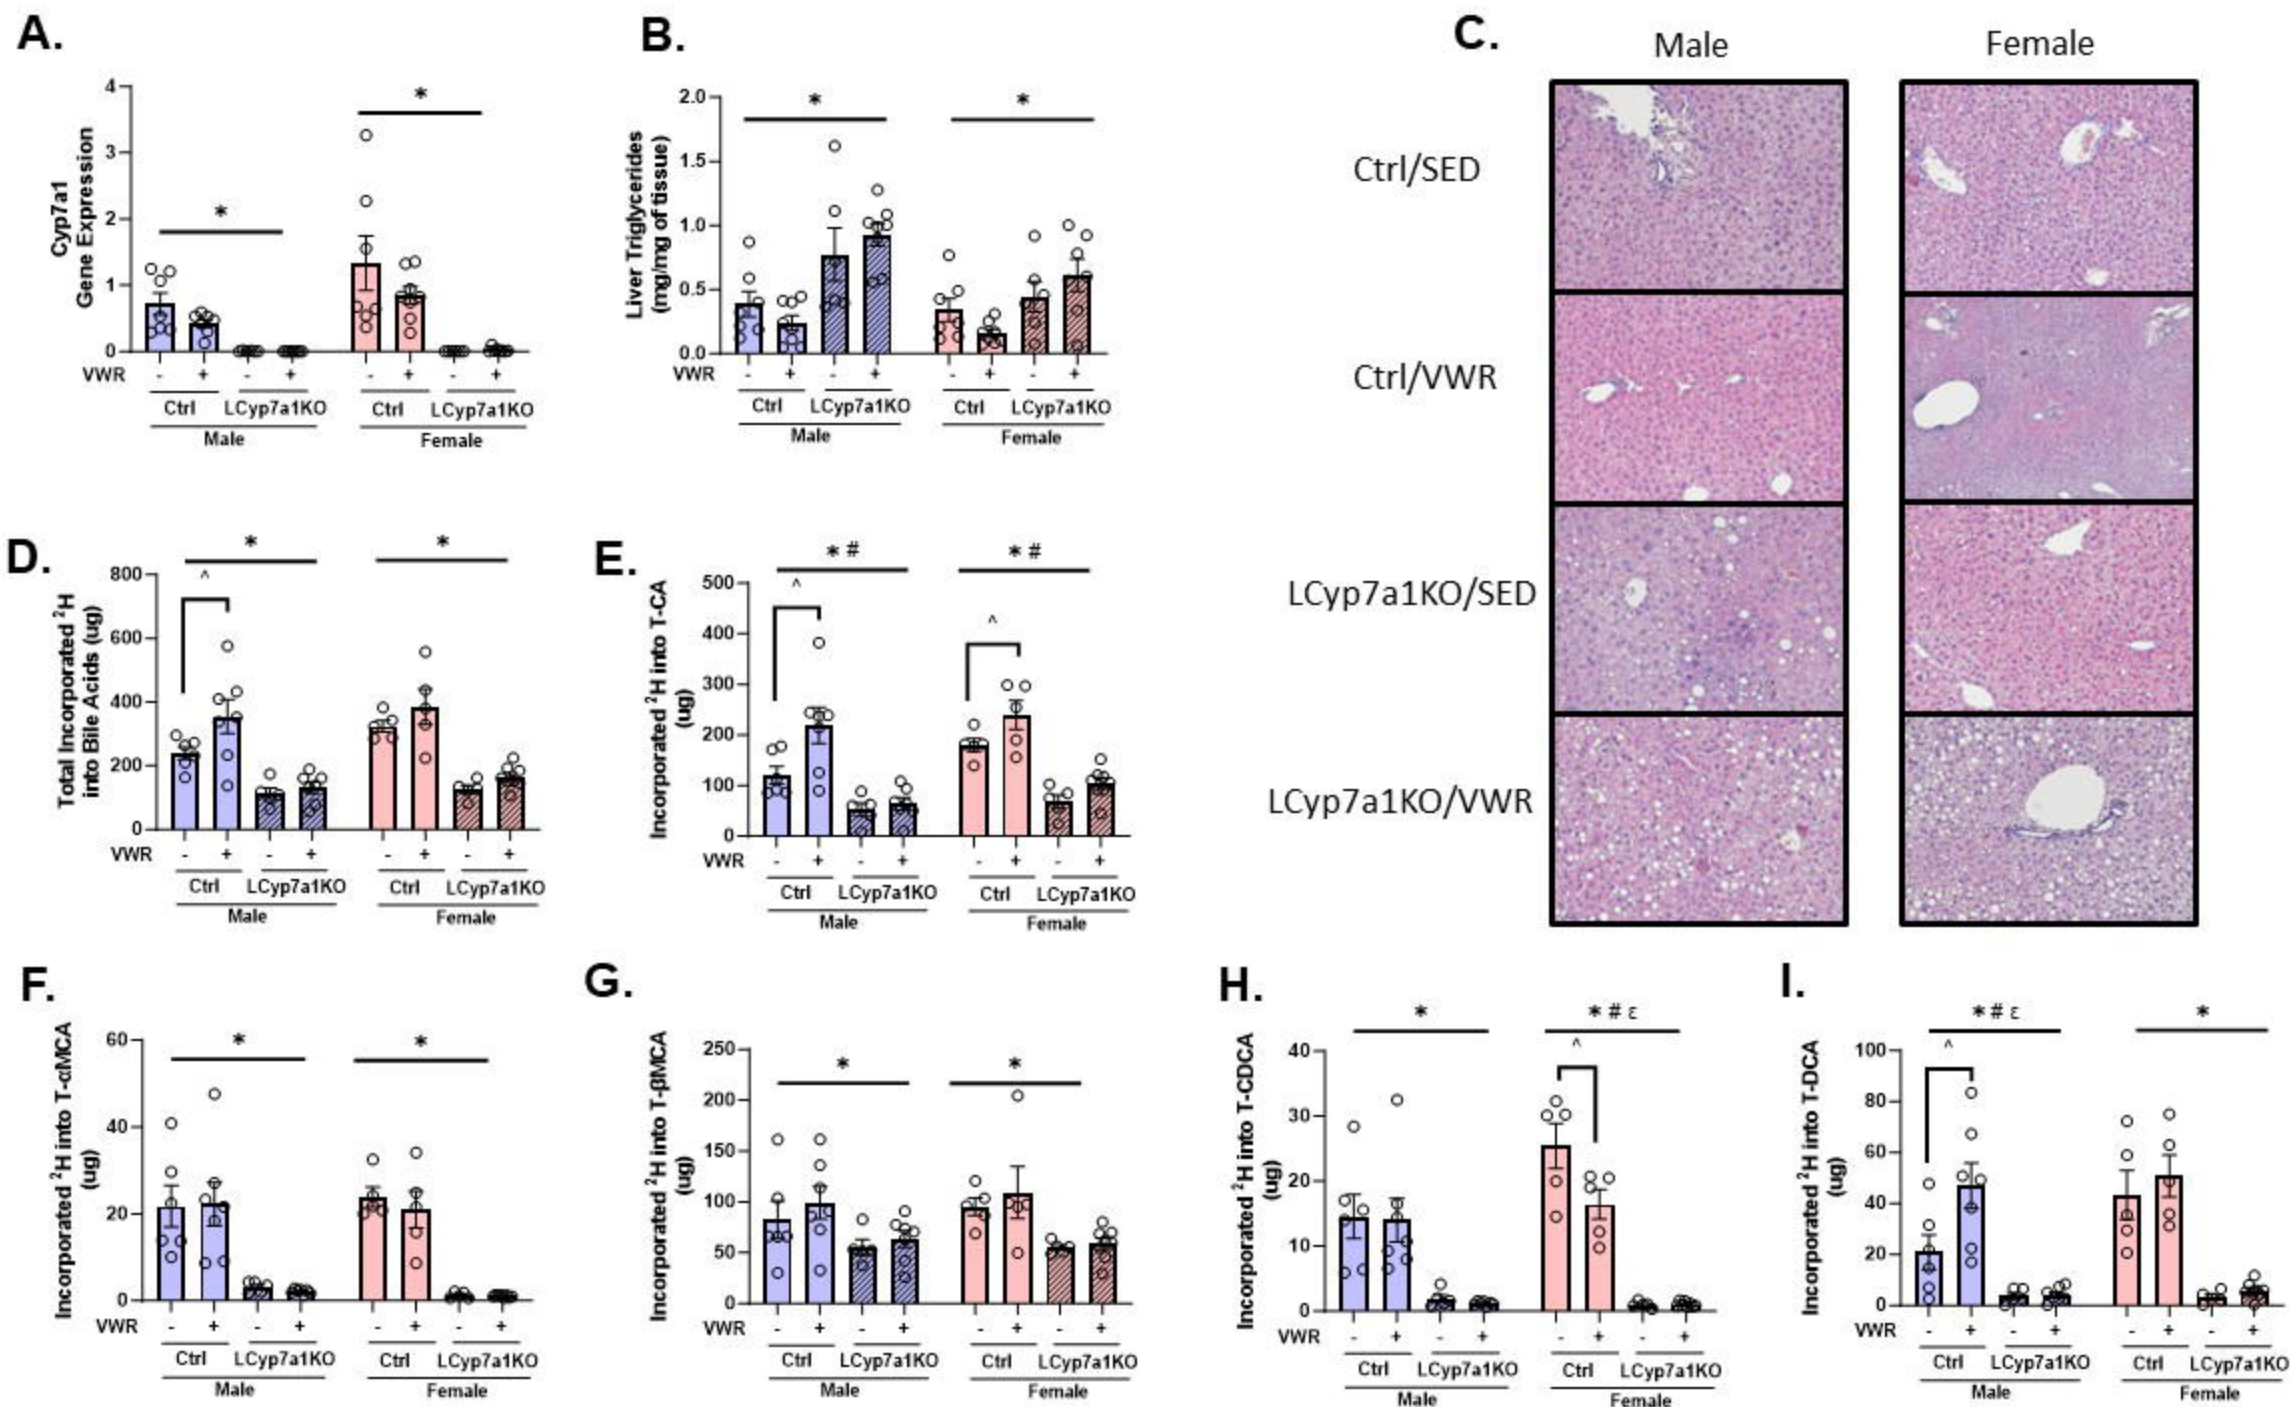 A.
Cyp7a1
Gene Expression
4
3
2
1
0
*
*
VWR - + - + - + - +
Ctrl LCyp7a1KO Ctrl LCyp7a1KO
Male Female
B.
Liver Triglycerides
(mg/mg of tissue)
2.0
1.5
1.0
0.5
0.0
*
*
VWR - + - + - + - +
Ctrl LCyp7a1KO Ctrl LCyp7a1KO
Male Female
C.
Male Female
Ctrl/SED
Ctrl/VWR
LCyp7a1KO/SED
LCyp7a1KO/VWR
D.
Total Incorporated ²H
into Bile Acids (ug)
800
600
400
200
0
*
^
*
VWR - + - + - + - +
Ctrl LCyp7a1KO Ctrl LCyp7a1KO
Male Female
E.
Incorporated ²H into T-CA
(ug)
500
400
300
200
100
0
* #
^
* #
^
VWR - + - + - + - +
Ctrl LCyp7a1KO Ctrl LCyp7a1KO
Male Female
F.
Incorporated ²H into T-αMCA
(ug)
60
40
20
0
*
*
VWR - + - + - + - +
Ctrl LCyp7a1KO Ctrl LCyp7a1KO
Male Female
G.
Incorporated ²H into T-βMCA
(ug)
250
200
150
100
50
0
*
*
VWR - + - + - + - +
Ctrl LCyp7a1KO Ctrl LCyp7a1KO
Male Female
H.
Incorporated ²H into T-CDCA
(ug)
40
30
20
10
0
*
* # ε
^
VWR - + - + - + - +
Ctrl LCyp7a1KO Ctrl LCyp7a1KO
Male Female
I.
Incorporated ²H into T-DCA
(ug)
100
80
60
40
20
0
* # ε
^
*
VWR - + - + - + - +
Ctrl LCyp7a1KO Ctrl LCyp7a1KO
Male Female